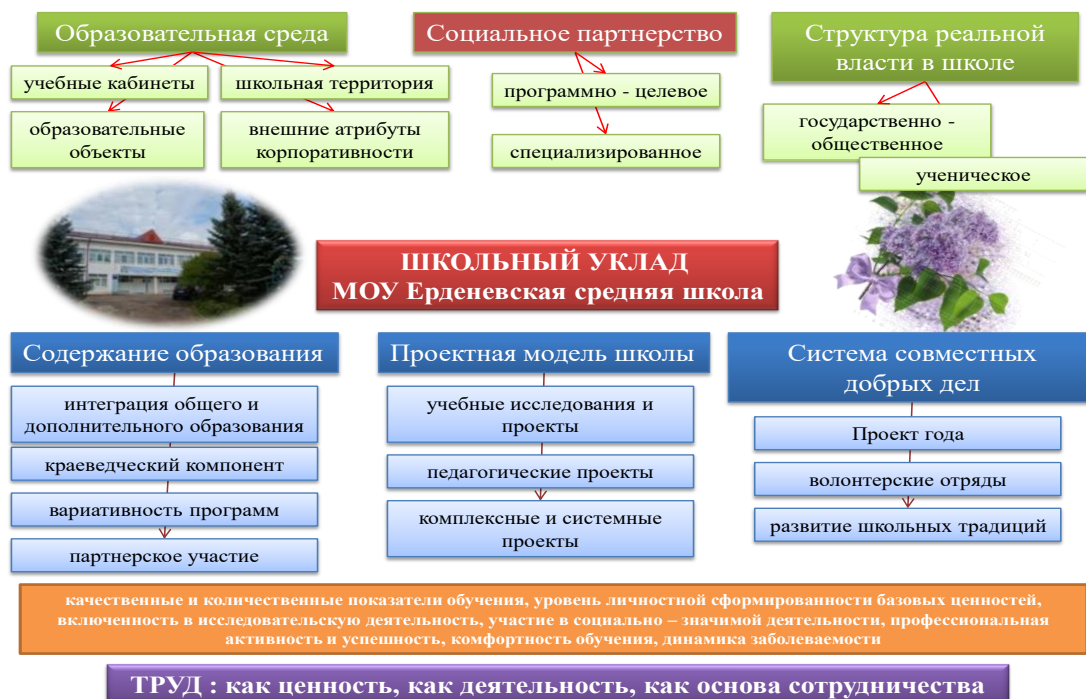 Образовательная среда
учебные кабинеты
школьная территория
образовательные
объекты
внешние атрибуты
корпоративности
Социальное партнерство
программно - целевое
специализированное
Структура реальной
власти в школе
государственно -
общественное
ученическое
ШКОЛЬНЫЙ УКЛАД
МОУ Ерденевская средняя школа
Содержание образования
интеграция общего и
дополнительного образования
краеведческий компонент
вариативность программ
партнерское участие
Проектная модель школы
учебные исследования и
проекты
педагогические проекты
комплексные и системные
проекты
Система совместных
добрых дел
Проект года
волонтерские отряды
развитие школьных традиций
качественные и количественные показатели обучения, уровень личностной сформированности базовых ценностей,
включенность в исследовательскую деятельность, участие в социально – значимой деятельности, профессиональная
активность и успешность, комфортность обучения, динамика заболеваемости
ТРУД : как ценность, как деятельность, как основа сотрудничества